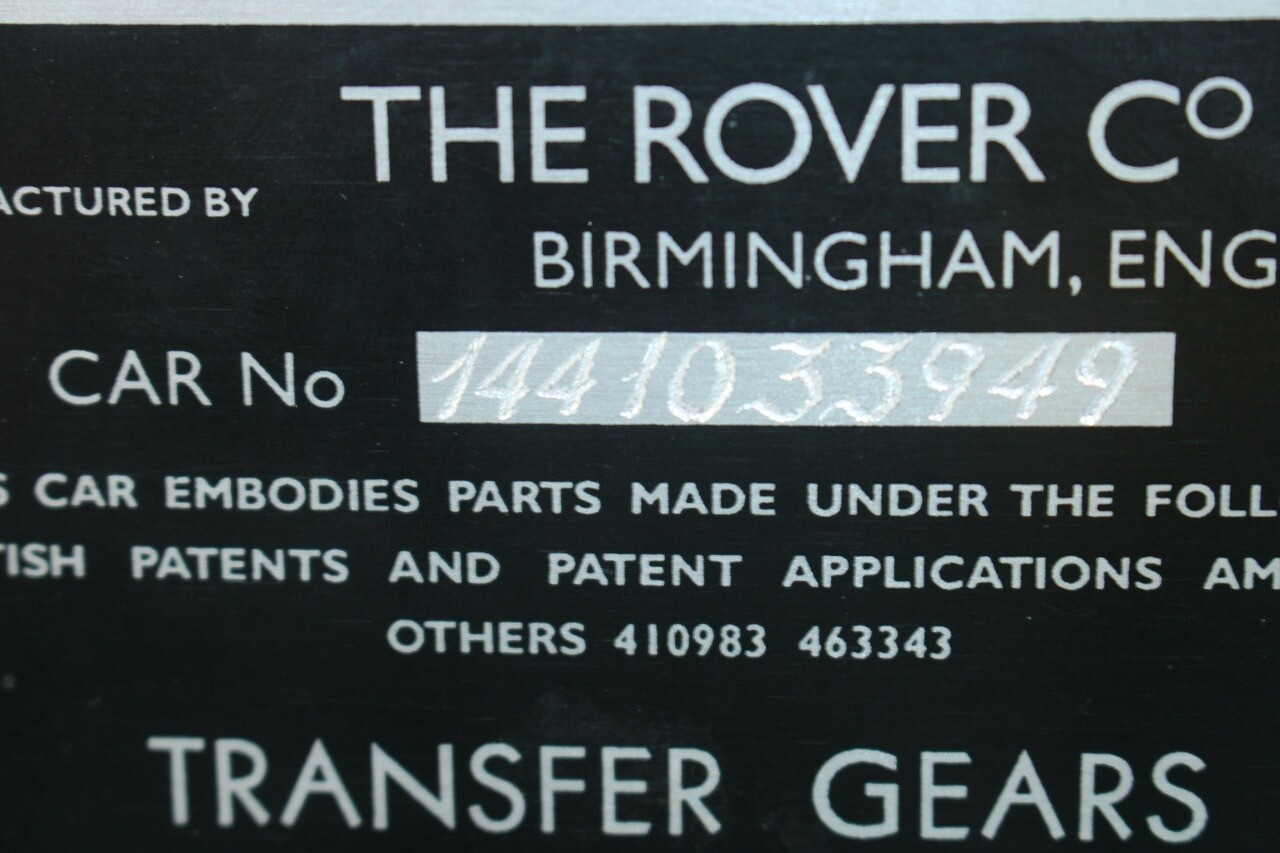 THE ROVER Cº
ACTURED BY
BIRMINGHAM, ENG
CAR No 1441033949
S CAR EMBODIES PARTS MADE UNDER THE FOLL
TISH PATENTS AND PATENT APPLICATIONS AM
OTHERS 410983 463343
TRANSFER GEARS